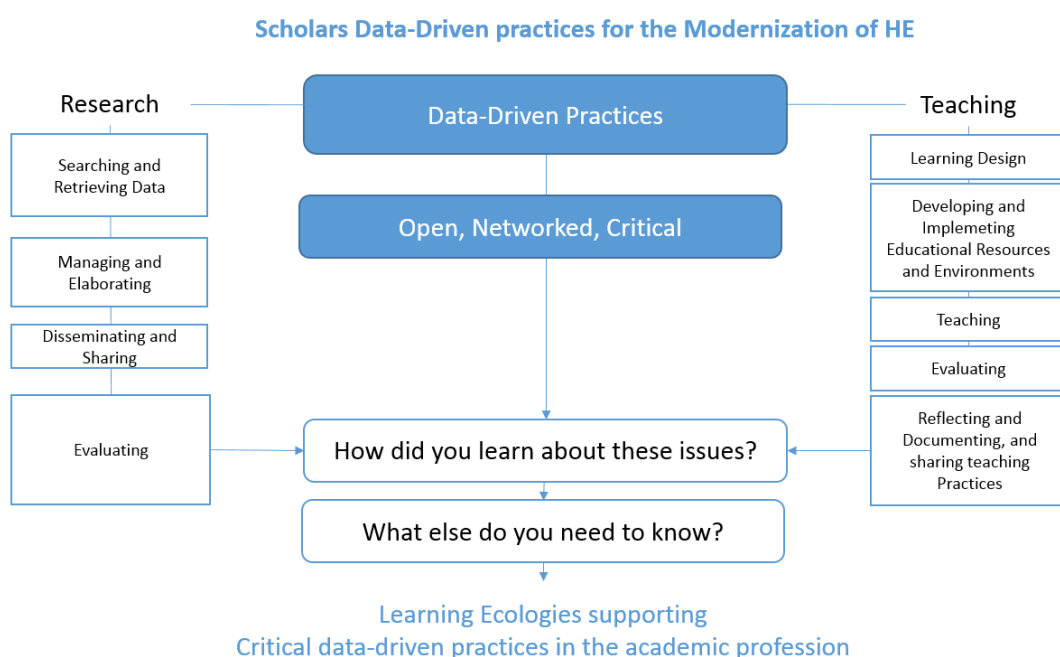 Scholars Data-Driven practices for the Modernization of HE
Research
Data-Driven Practices
Teaching
Searching and
Retrieving Data
Managing and
Elaborating
Disseminating and
Sharing
Evaluating
Open, Networked, Critical
Learning Design
Developing and
Implemeting
Educational Resources
and Environments
Teaching
Evaluating
Reflecting and
Documenting, and
sharing teaching
Practices
How did you learn about these issues?
What else do you need to know?
Learning Ecologies supporting
Critical data-driven practices in the academic profession